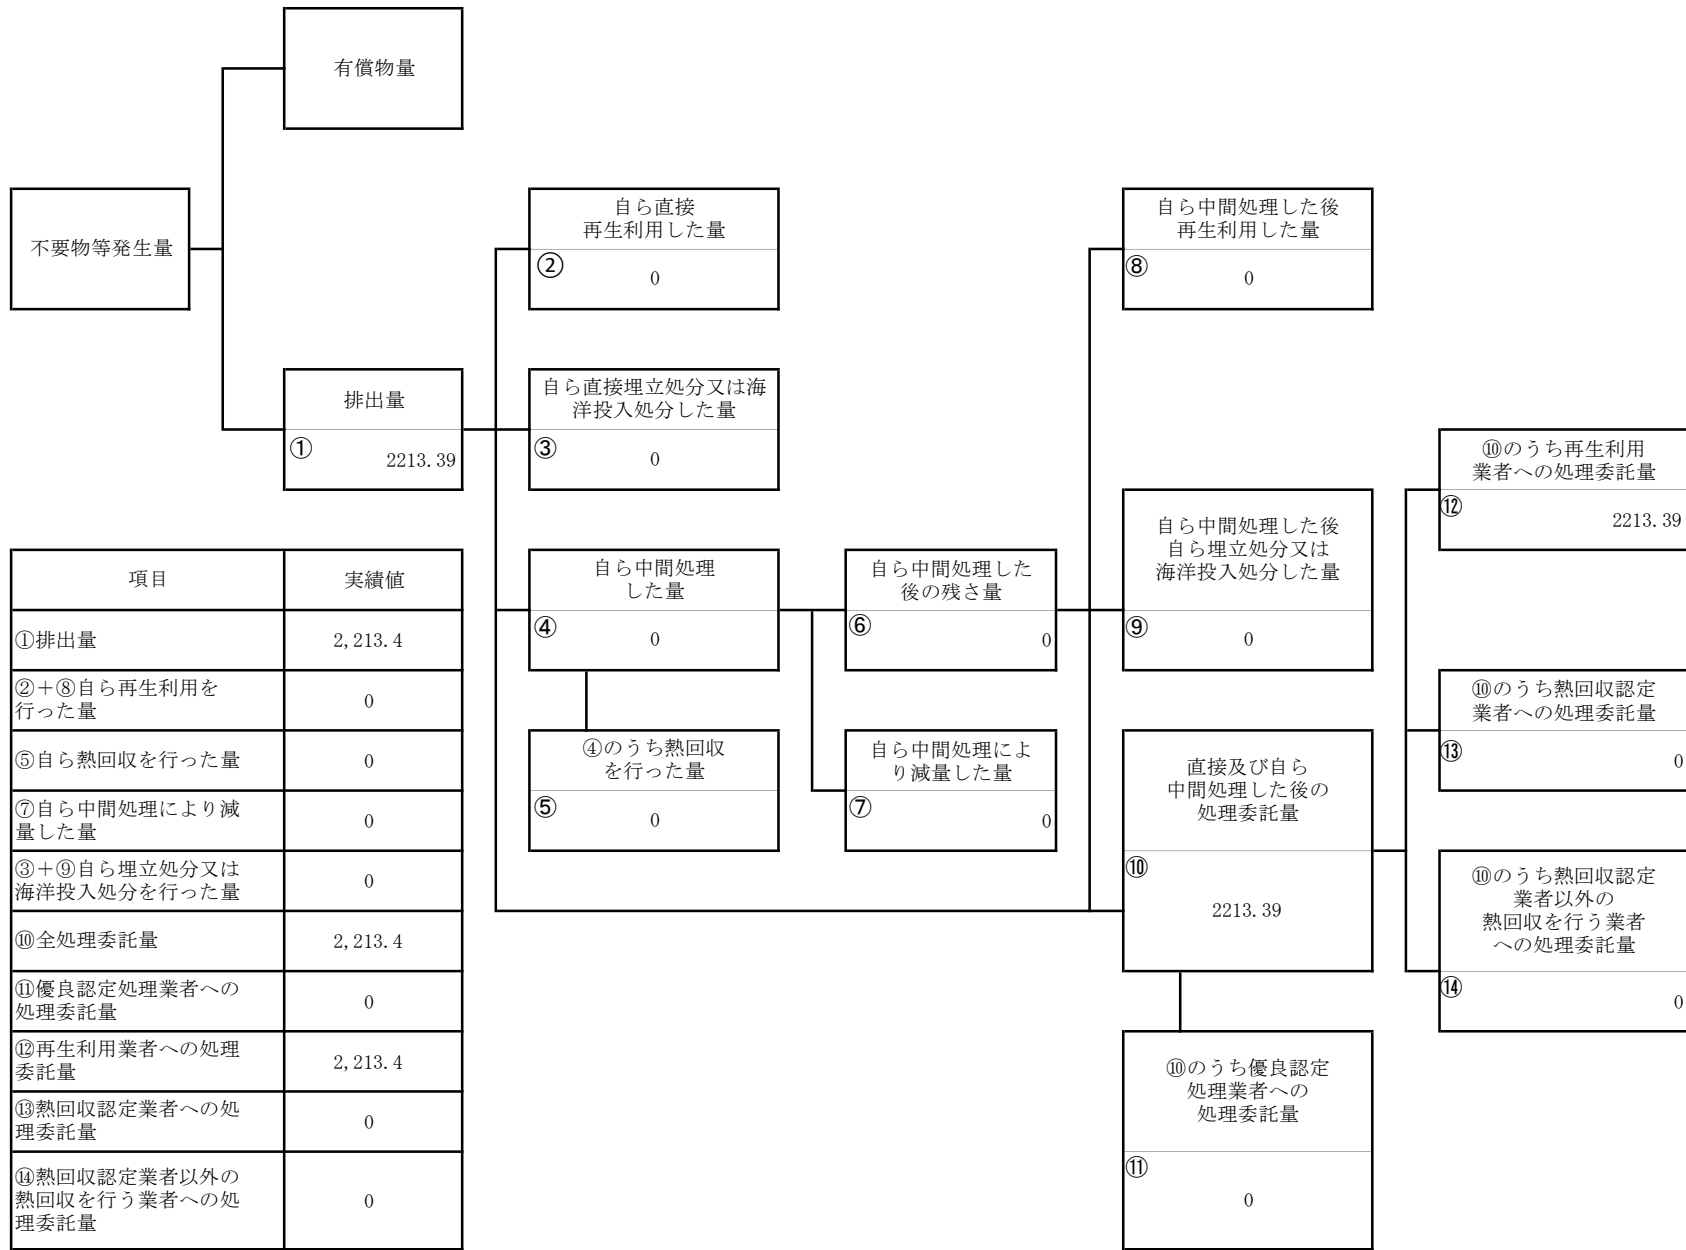 有償物量
不要物等発生量
排出量
①
2213.39
自ら直接
再生利用した量
②
0
自ら直接埋立処分又は海
洋投入処分した量
③
0
自ら中間処理
した量
④
0
④のうち熱回収
を行った量
⑤
0
自ら中間処理した
後の残さ量
⑥
0
自ら中間処理によ
り減量した量
⑦
0
自ら中間処理した後
再生利用した量
⑧
0
自ら中間処理した後
自ら埋立処分又は
海洋投入処分した量
⑨
0
直接及び自ら
中間処理した後の
処理委託量
⑩
2213.39
⑩のうち優良認定
処理業者への
処理委託量
⑪
0
⑩のうち再生利用
業者への処理委託量
⑫
2213.39
⑩のうち熱回収認定
業者への処理委託量
⑬
0
⑩のうち熱回収認定
業者以外の
熱回収を行う業者
への処理委託量
⑭
0
項目 実績値
①排出量 2,213.4
②+⑧自ら再生利用を
行った量 0
⑤自ら熱回収を行った量 0
⑦自ら中間処理により減
量した量 0
③+⑨自ら埋立処分又は
海洋投入処分を行った量 0
⑩全処理委託量 2,213.4
⑪優良認定処理業者への
処理委託量 0
⑫再生利用業者への処理
委託量 2,213.4
⑬熱回収認定業者への処
理委託量 0
⑭熱回収認定業者以外の
熱回収を行う業者への処
理委託量 0